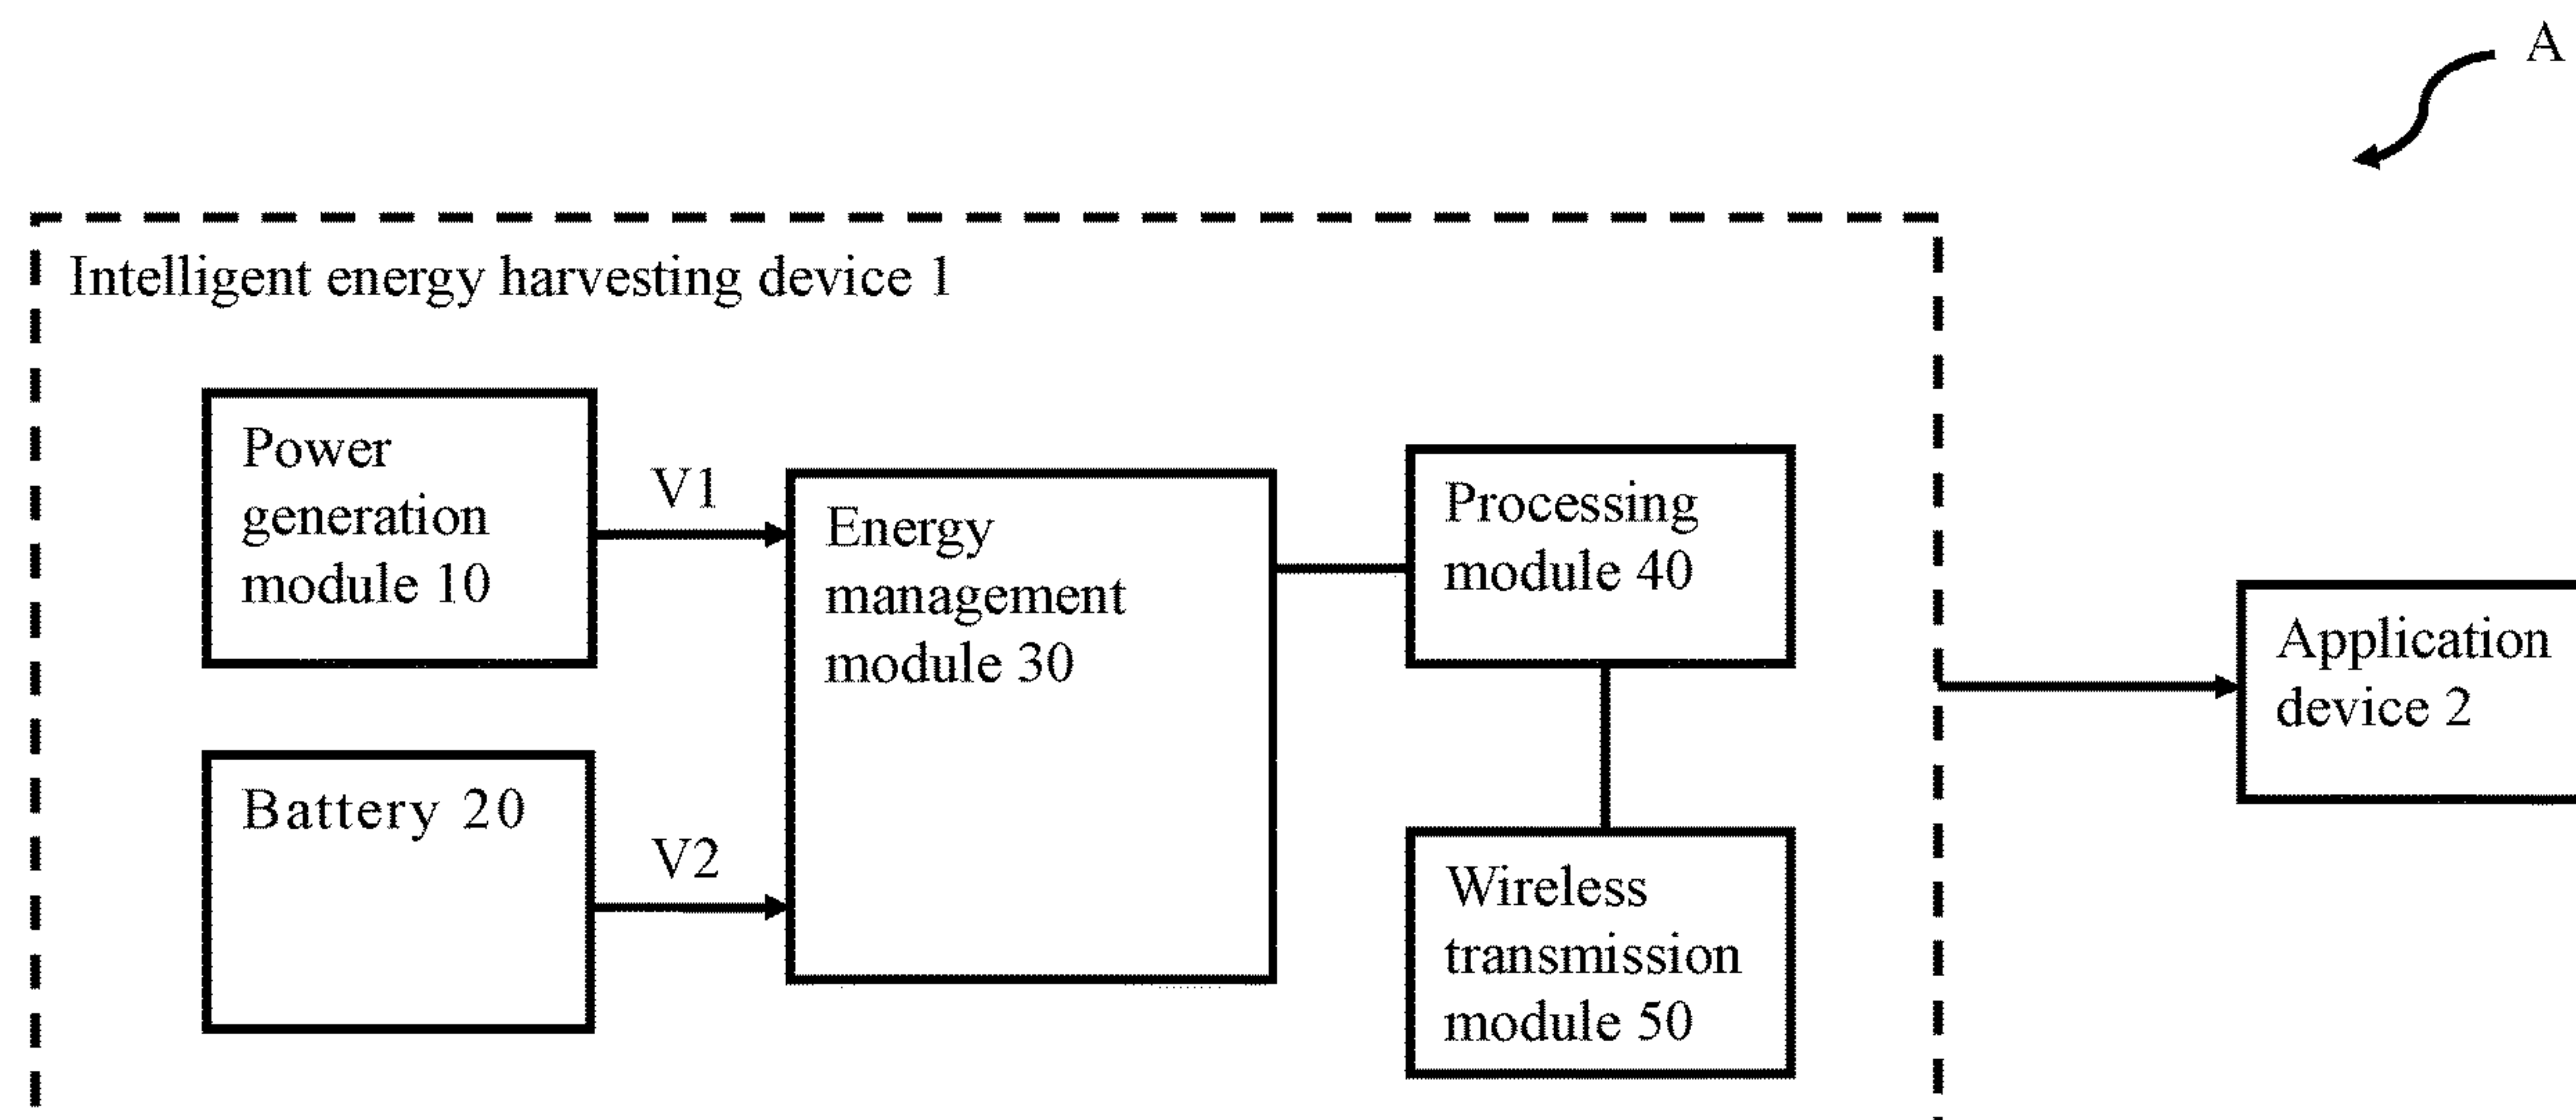 A
Intelligent energy harvesting device 1
Power
generation
module 10
V1
Energy
management
module 30
Processing
module 40
Application
device 2
Battery 20
V2
Wireless
transmission
module 50